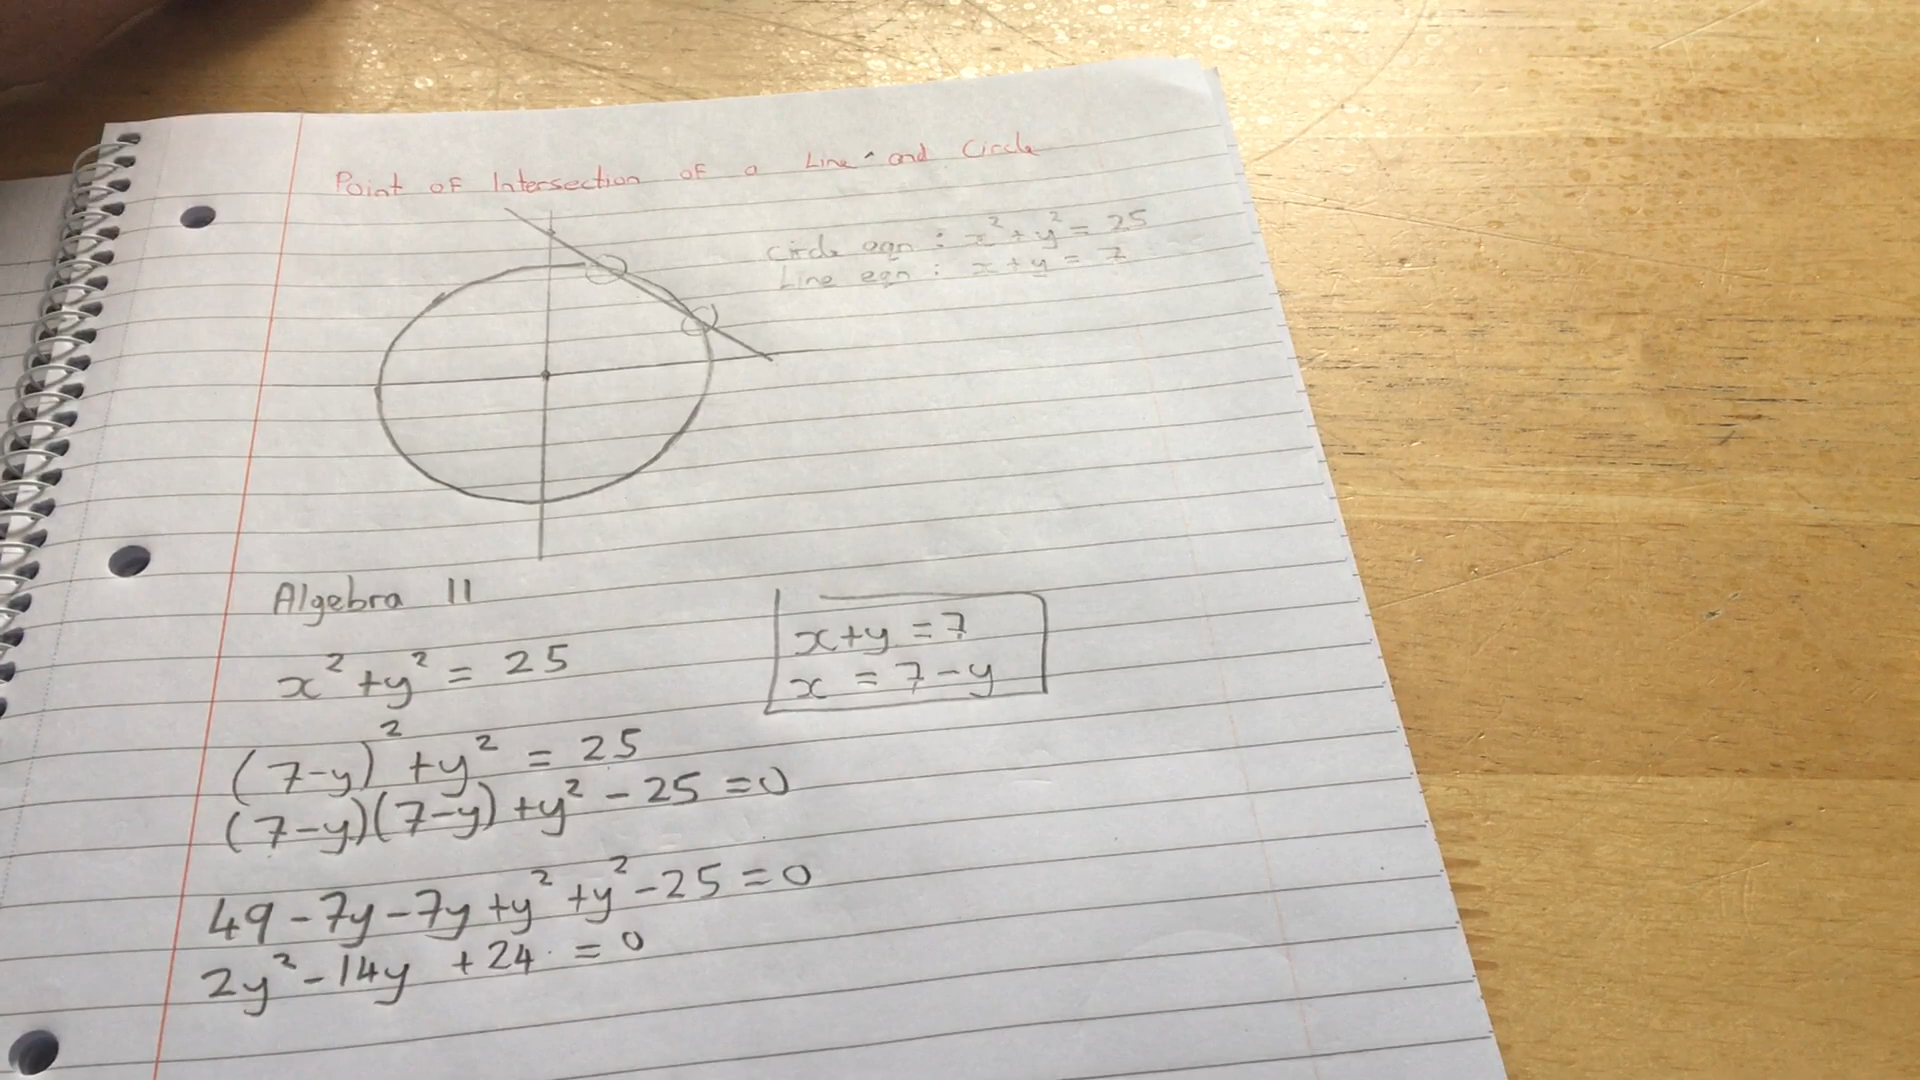 Point of Intersection of a Line and Circle
Circle eqn : x² + y² = 25
Line eqn : x + y = 7
Algebra 11
x² + y² = 25
x + y = 7
x = 7 - y
(7-y)² + y² = 25
(7-y)(7-y) + y² - 25 = 0
49 - 7y - 7y + y² + y² - 25 = 0
2y² - 14y + 24 = 0